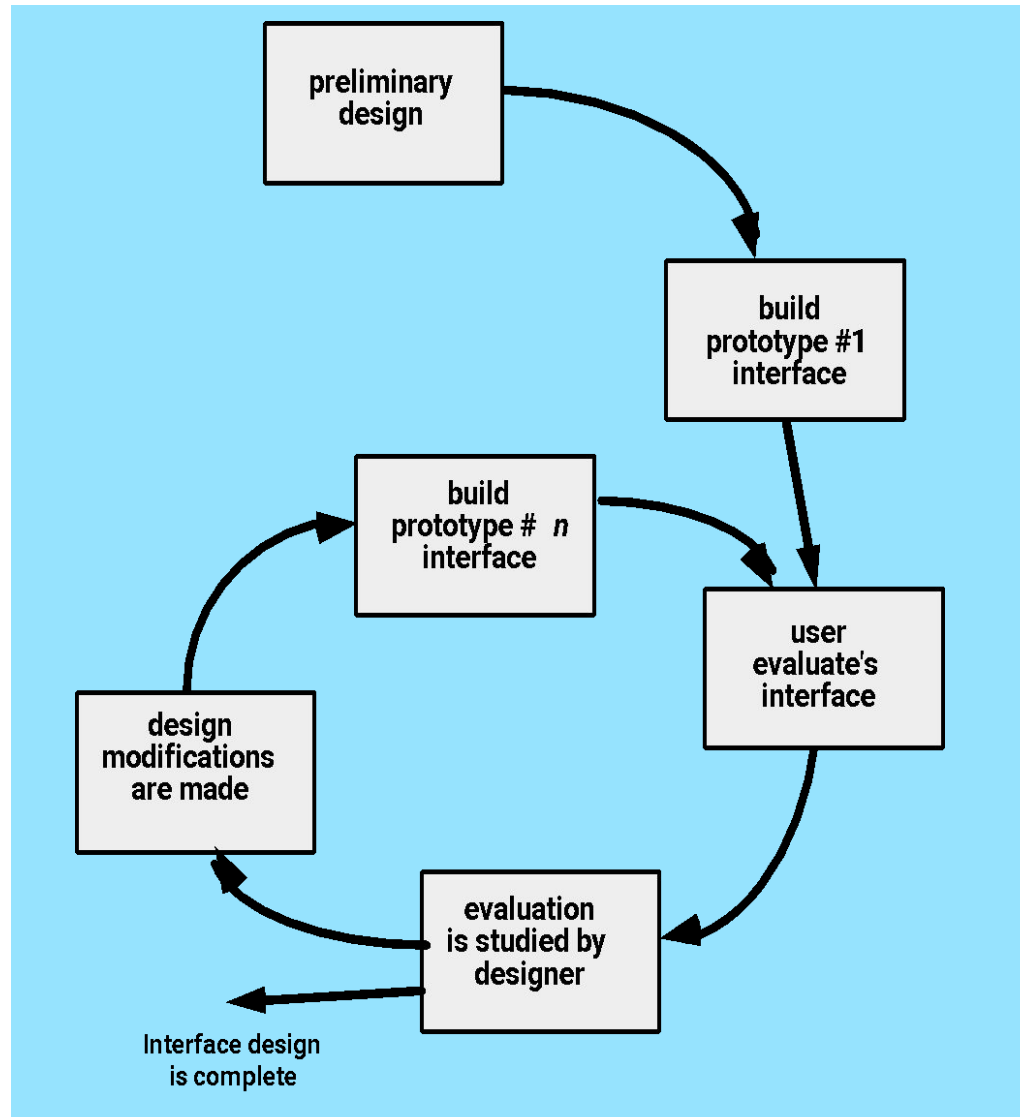 preliminary
design
build
prototype #1
interface
build
prototype # n
interface
user
evaluate's
interface
design
modifications
are made
evaluation
is studied by
designer
Interface design
is complete